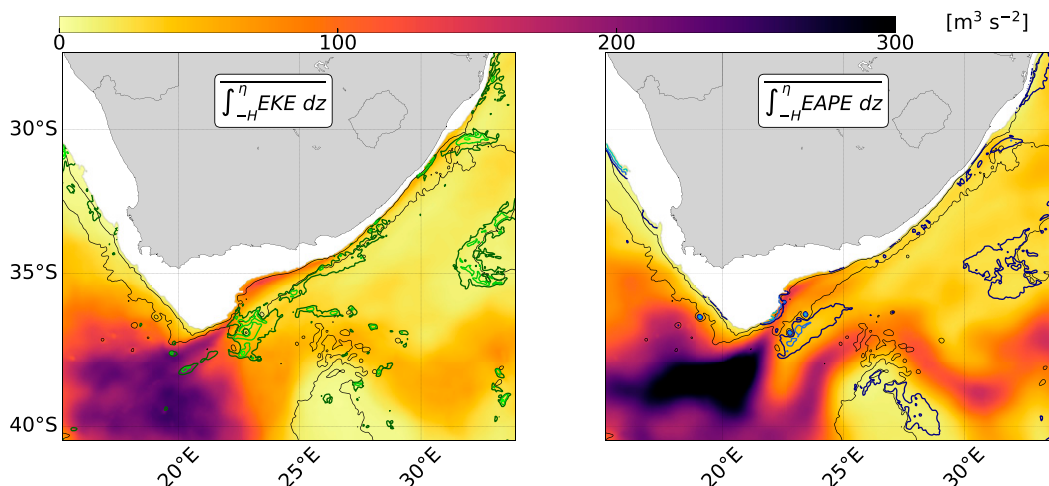 [m³ s⁻²]
0 100 200 300
∫_{-H}^{η} EKE dz
∫_{-H}^{η} EAPE dz
30°S
35°S
40°S
20°E 25°E 30°E 20°E 25°E 30°E